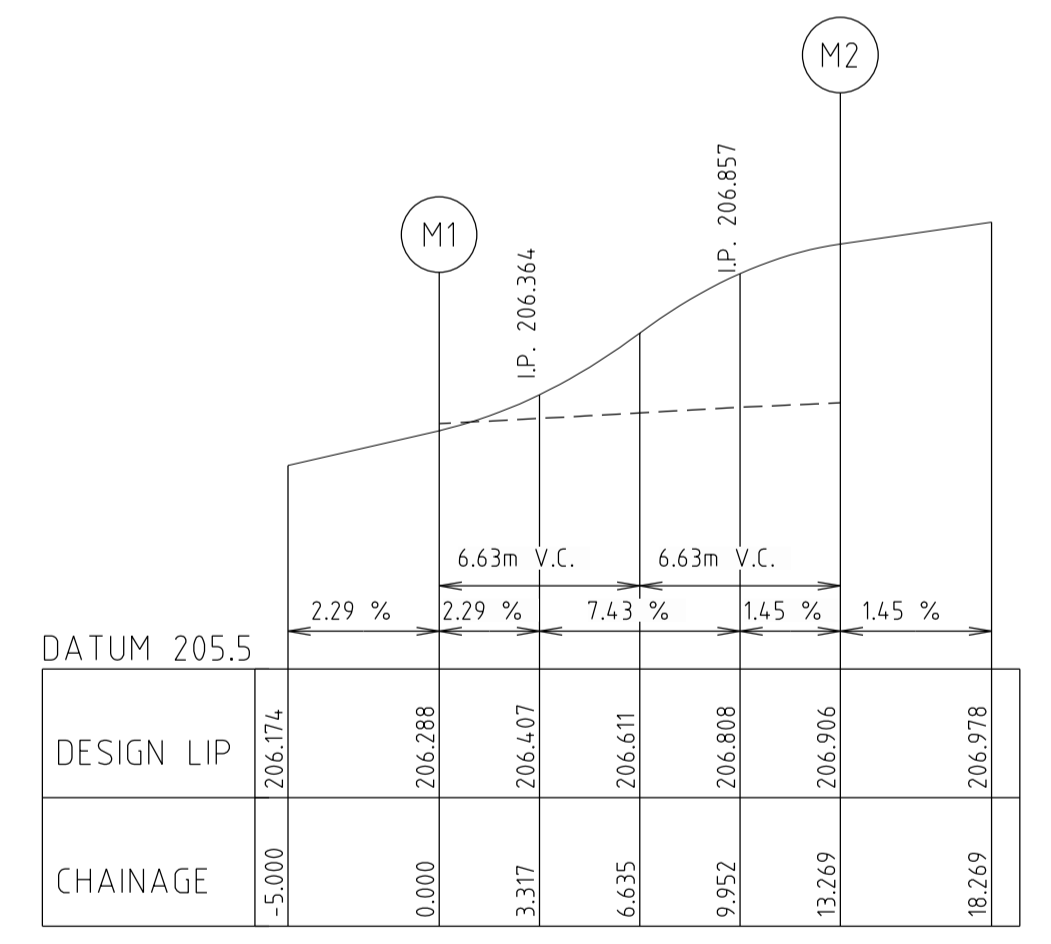 M2
M1
I.P. 206.364
I.P. 206.857
6.63m V.C.
6.63m V.C.
2.29 %
2.29 %
7.43 %
1.45 %
1.45 %
DATUM 205.5
DESIGN LIP
206.174
206.288
206.407
206.611
206.808
206.906
206.978
CHAINAGE
-5.000
0.000
3.317
6.635
9.952
13.269
18.269